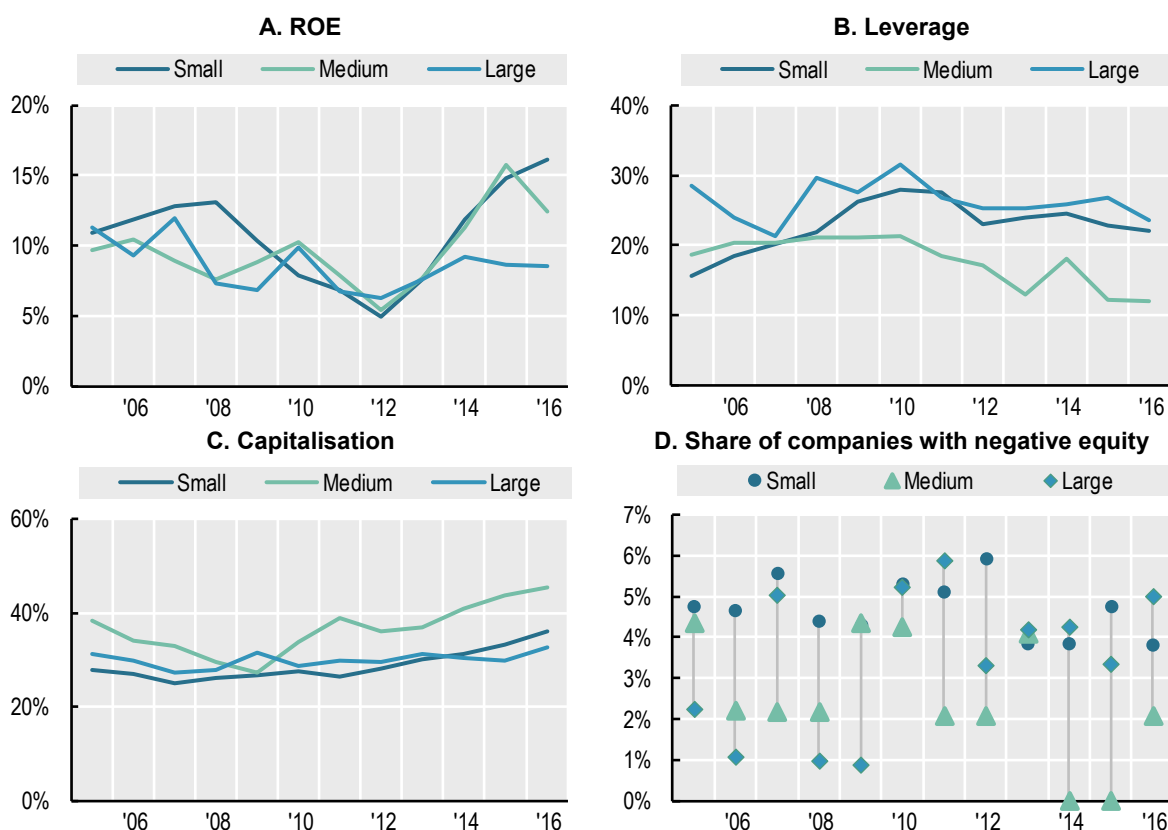 A. ROE
Small Medium Large
20%
15%
10%
5%
0%
'06 '08 '10 '12 '14 '16
B. Leverage
Small Medium Large
40%
30%
20%
10%
0%
'06 '08 '10 '12 '14 '16
C. Capitalisation
Small Medium Large
60%
40%
20%
0%
'06 '08 '10 '12 '14 '16
D. Share of companies with negative equity
Small Medium Large
7%
6%
5%
4%
3%
2%
1%
0%
'06 '08 '10 '12 '14 '16